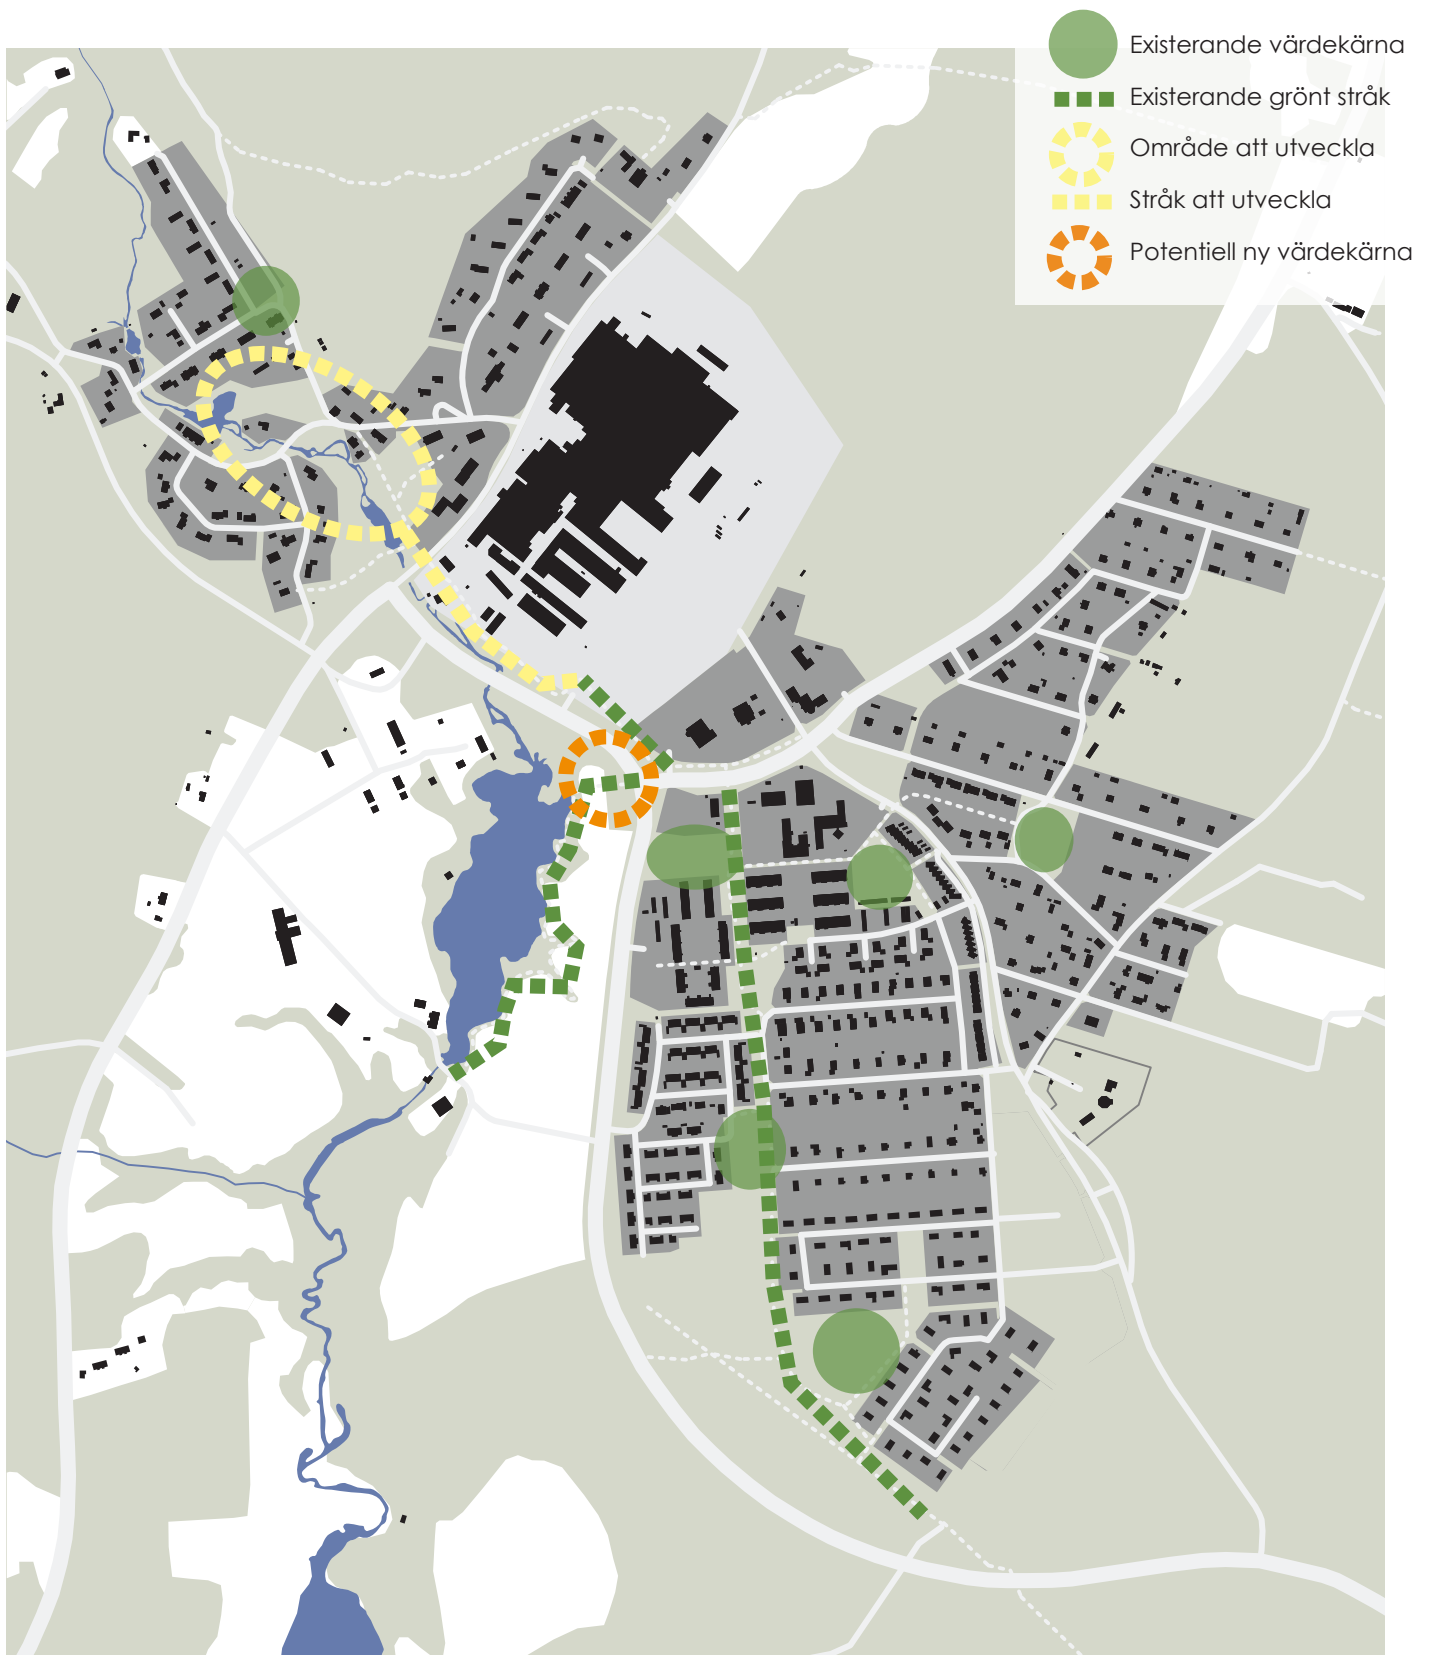 Existerande värdekärna
Existerande grönt stråk
Område att utveckla
Stråk att utveckla
Potentiell ny värdekärna